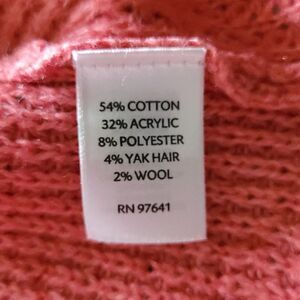 54% COTTON
32% ACRYLIC
8% POLYESTER
4% YAK HAIR
2% WOOL
RN 97641